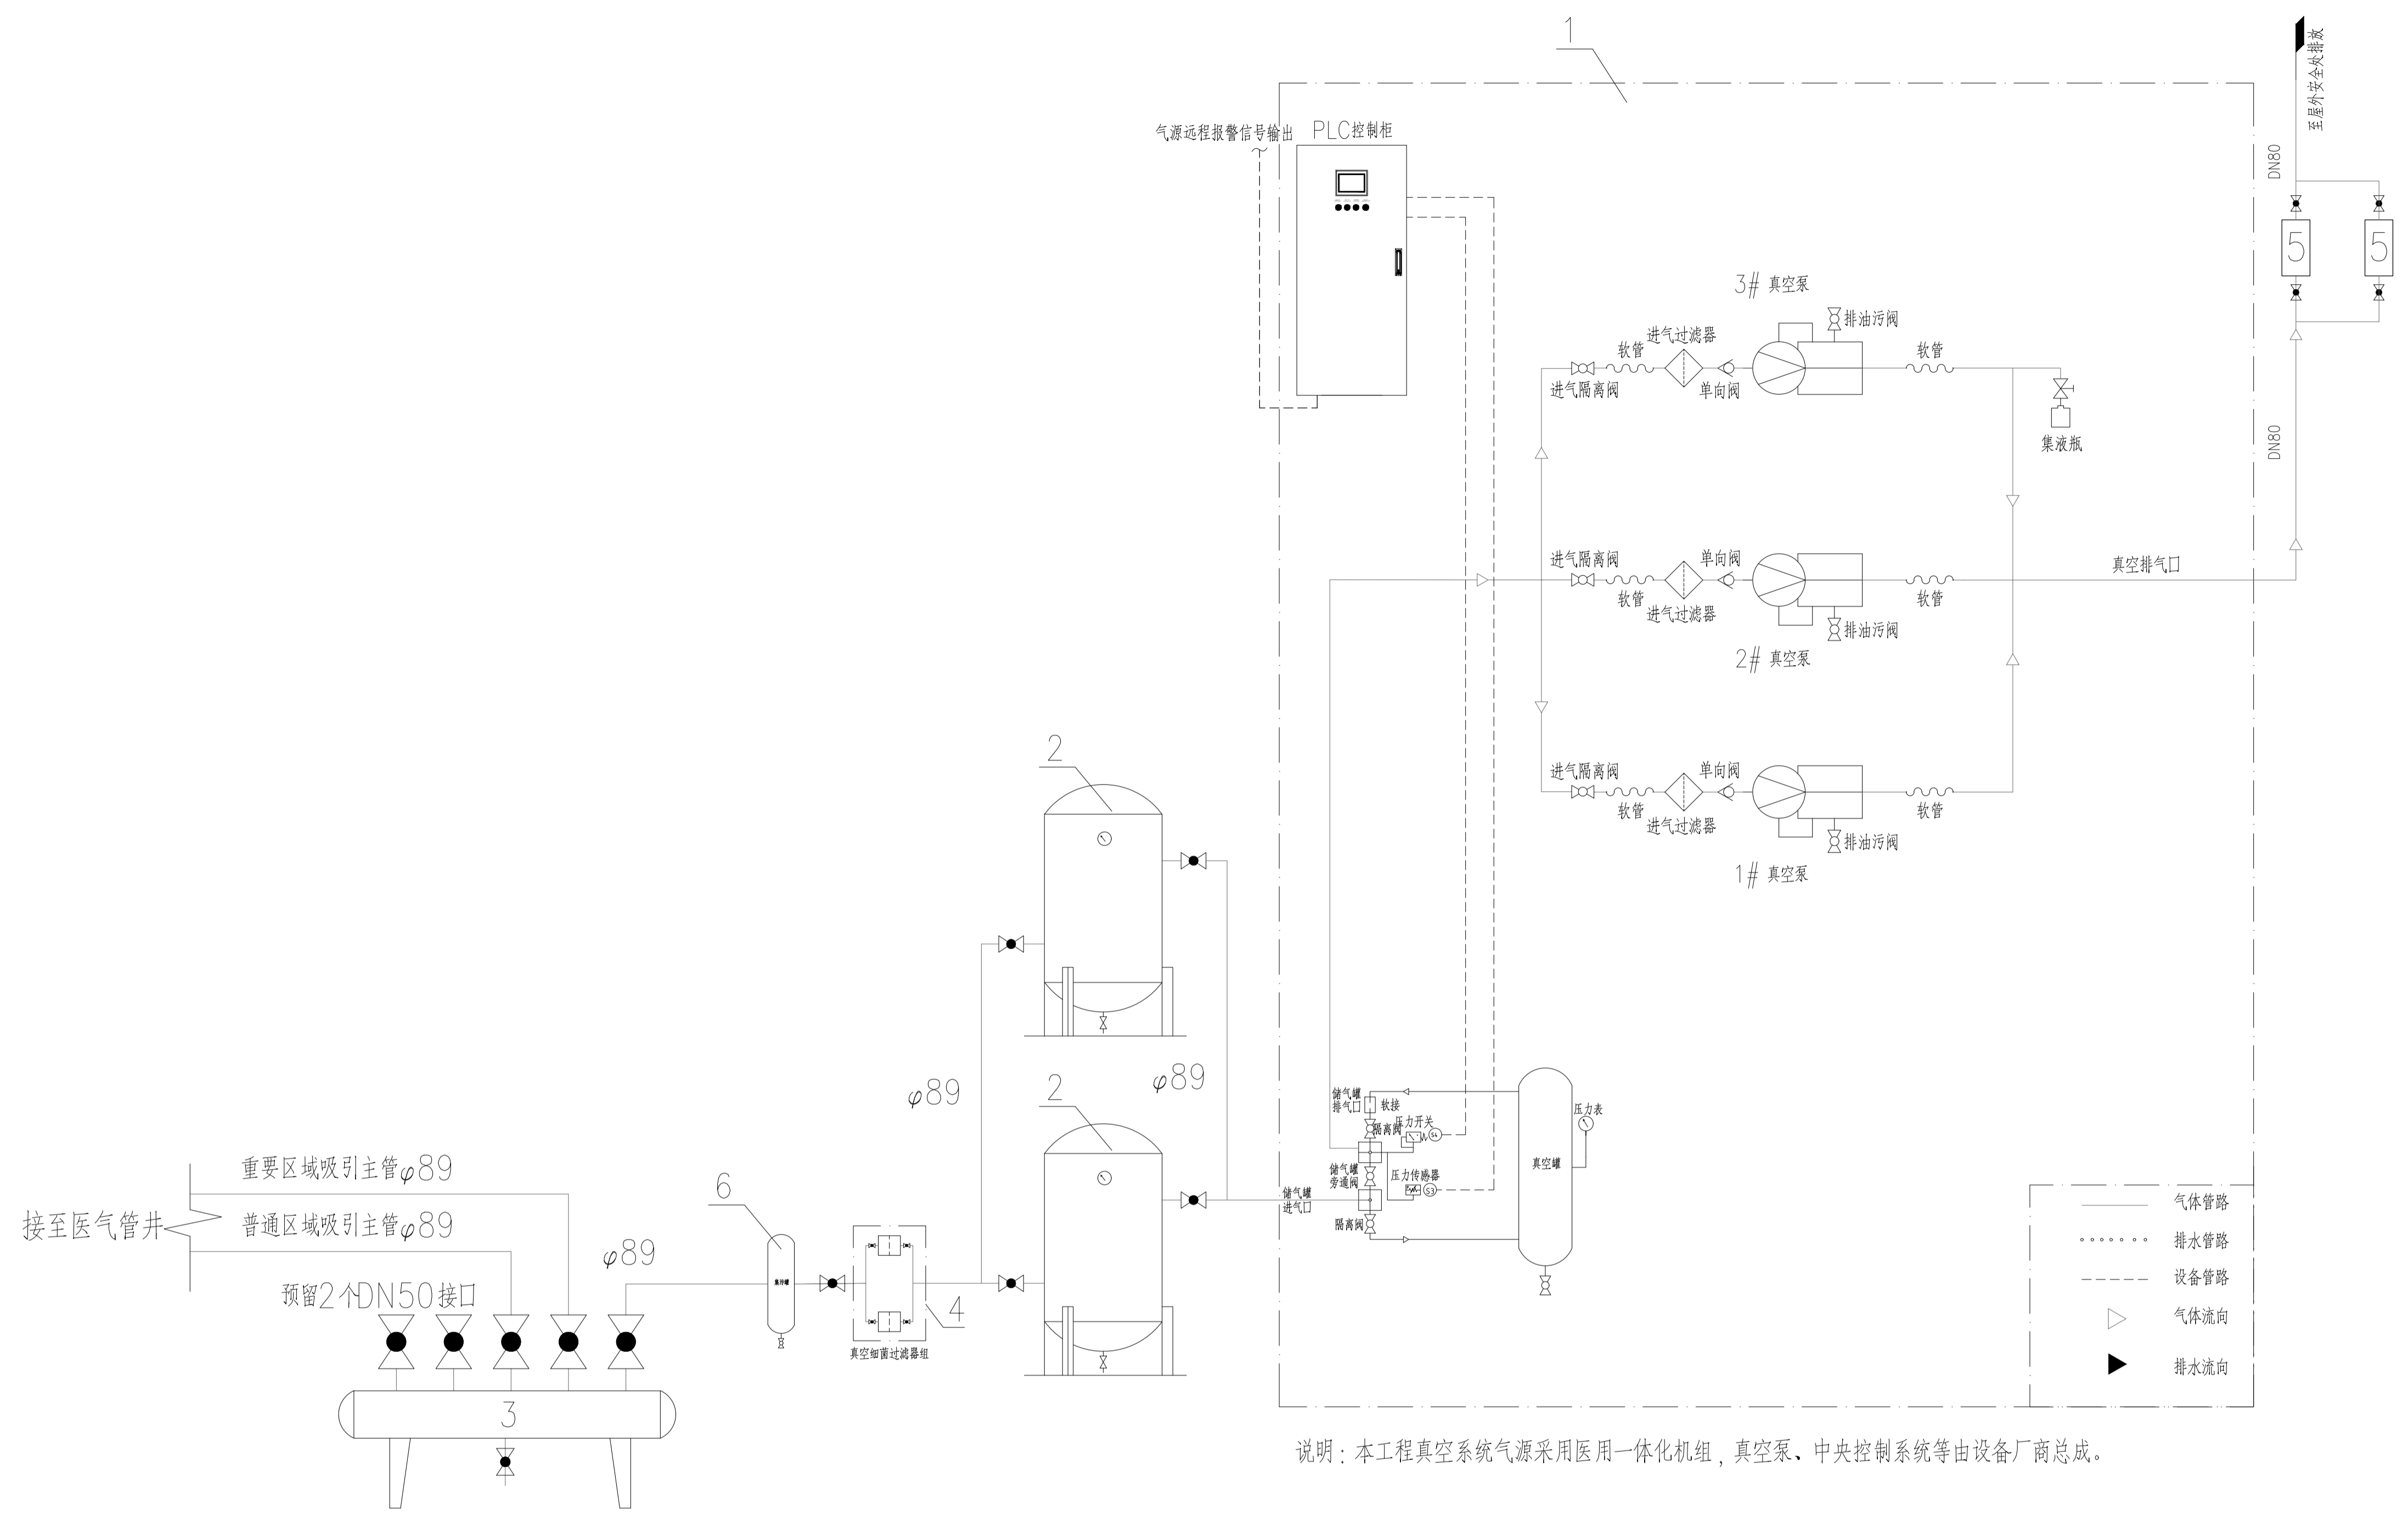 1
至屋外安全处排放
气源远程报警信号输出
PLC控制柜
DN80
5
5
3# 真空泵
排油污阀
进气过滤器
软管
软管
进气隔离阀
单向阀
集液瓶
DN80
进气隔离阀
单向阀
真空排气口
软管
进气过滤器
排油污阀
软管
2# 真空泵
2
进气隔离阀
单向阀
软管
进气过滤器
排油污阀
软管
1# 真空泵
2
φ89
φ89
储气罐
排气口
软接
压力表
隔离阀
压力开关
S4
真空罐
储气罐
旁通阀
压力传感器
S3
储气罐
进气口
隔离阀
重要区域吸引主管φ89
接至医气管井
普通区域吸引主管φ89
6
φ89
预留2个DN50接口
集污罐
4
真空细菌过滤器组
3
气体管路
排水管路
设备管路
气体流向
排水流向
说明：本工程真空系统气源采用医用一体化机组，真空泵、中央控制系统等由设备厂商总成。